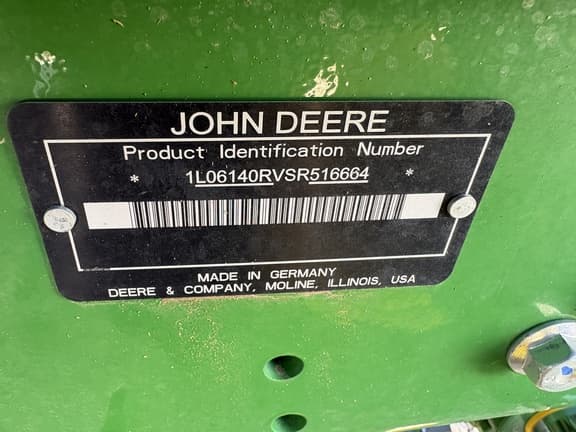 JOHN DEERE
Product Identification Number
* 1L06140RVSR516664 *
MADE IN GERMANY
DEERE & COMPANY, MOLINE, ILLINOIS, USA